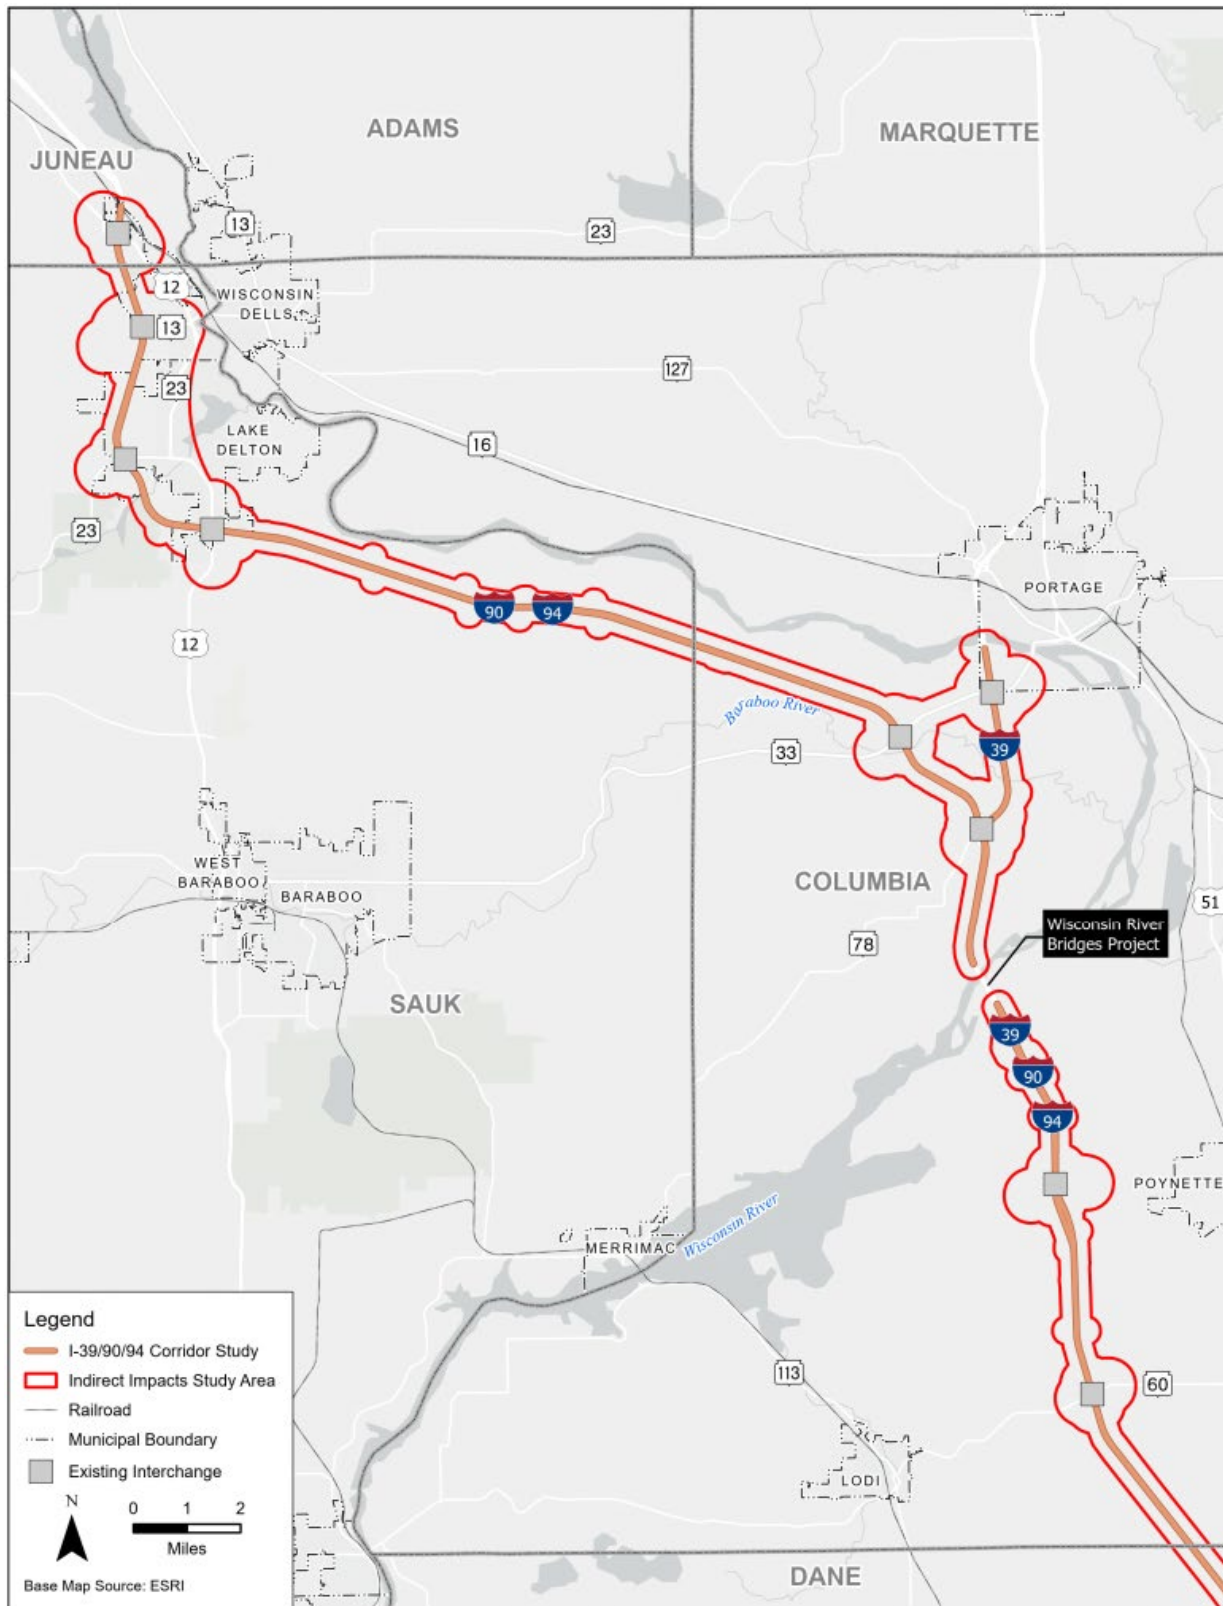 ADAMS
MARQUETTE
JUNEAU
13
23
12
WISCONSIN
DELLS
13
127
23
LAKE
DELTON
16
23
PORTAGE
90
94
12
Baraboo River
33
39
WEST
BARABOO
BARABOO
COLUMBIA
51
Wisconsin River
Bridges Project
78
SAUK
39
90
94
POYNETTE
Wisconsin River
MERRIMAC
113
60
LODI
DANE
Legend
I-39/90/94 Corridor Study
Indirect Impacts Study Area
Railroad
Municipal Boundary
Existing Interchange
N
0 1 2
Miles
Base Map Source: ESRI